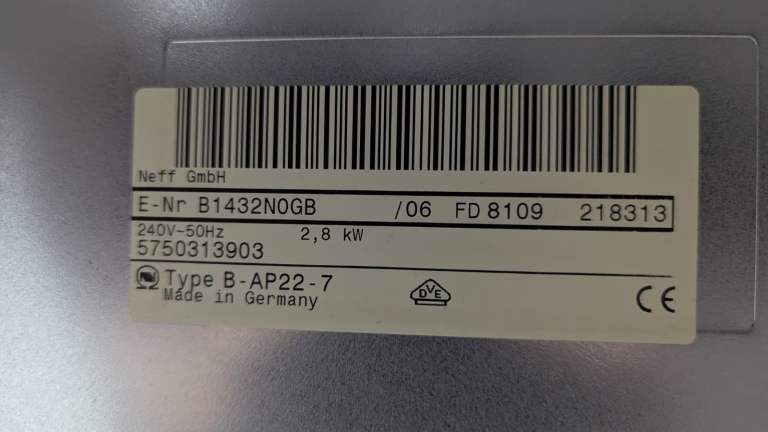 Neff GmbH
E-Nr B1432N0GB /06 FD 8109 218313
240V-50Hz 2,8 kW
5750313903
Type B-AP22-7
Made in Germany
DVE
CE